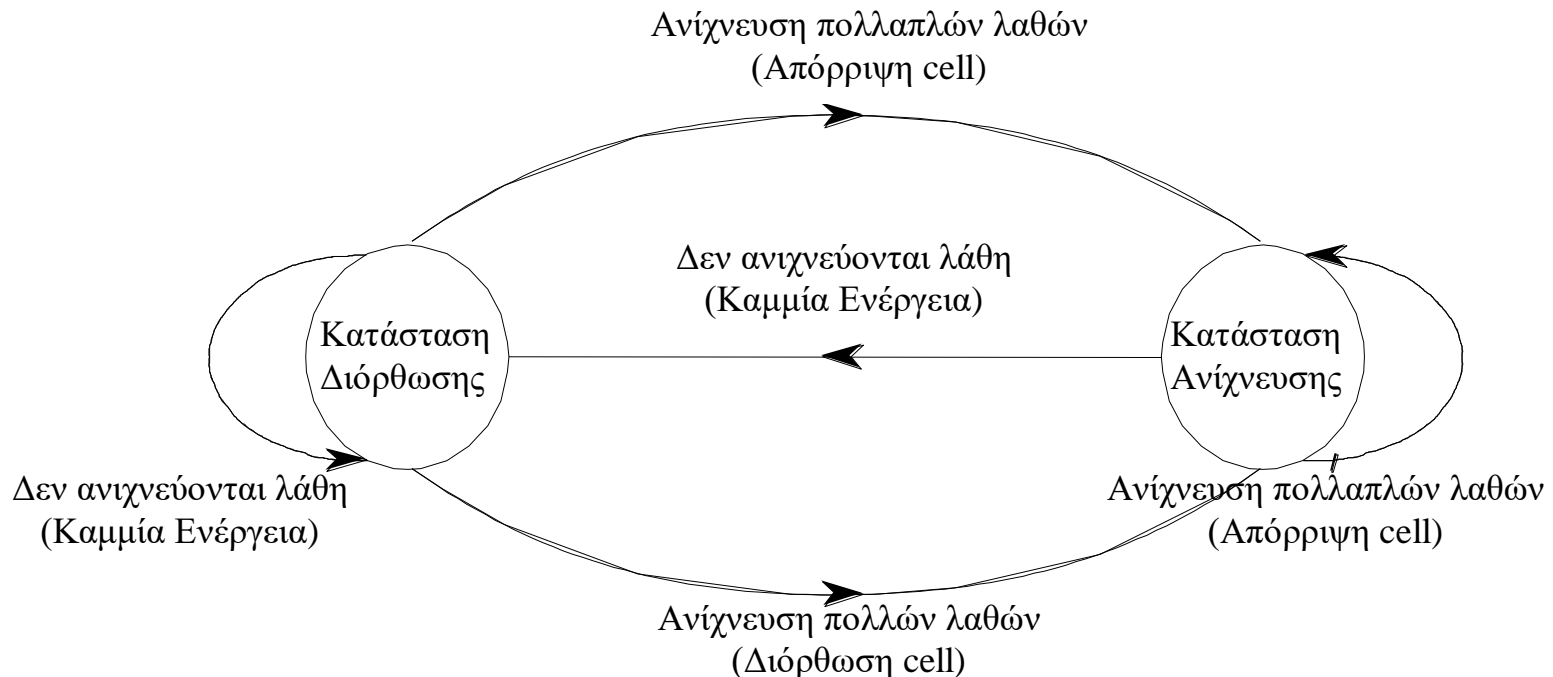 Ανίχνευση πολλαπλών λαθών
(Απόρριψη cell)
Δεν ανιχνεύονται λάθη
(Καμμία Ενέργεια)
Κατάσταση
Διόρθωσης
Κατάσταση
Ανίχνευσης
Δεν ανιχνεύονται λάθη
(Καμμία Ενέργεια)
Ανίχνευση πολλαπλών λαθών
(Απόρριψη cell)
Ανίχνευση πολλών λαθών
(Διόρθωση cell)